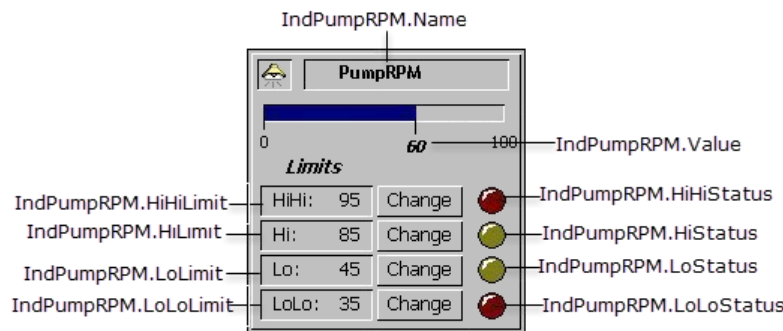 IndPumpRPM.Name
PumpRPM
0 60 100
IndPumpRPM.Value
Limits
IndPumpRPM.HiHiLimit HiHi: 95 Change IndPumpRPM.HiHiStatus
IndPumpRPM.HiLimit Hi: 85 Change IndPumpRPM.HiStatus
IndPumpRPM.LoLimit Lo: 45 Change IndPumpRPM.LoStatus
IndPumpRPM.LoLoLimit LoLo: 35 Change IndPumpRPM.LoLoStatus